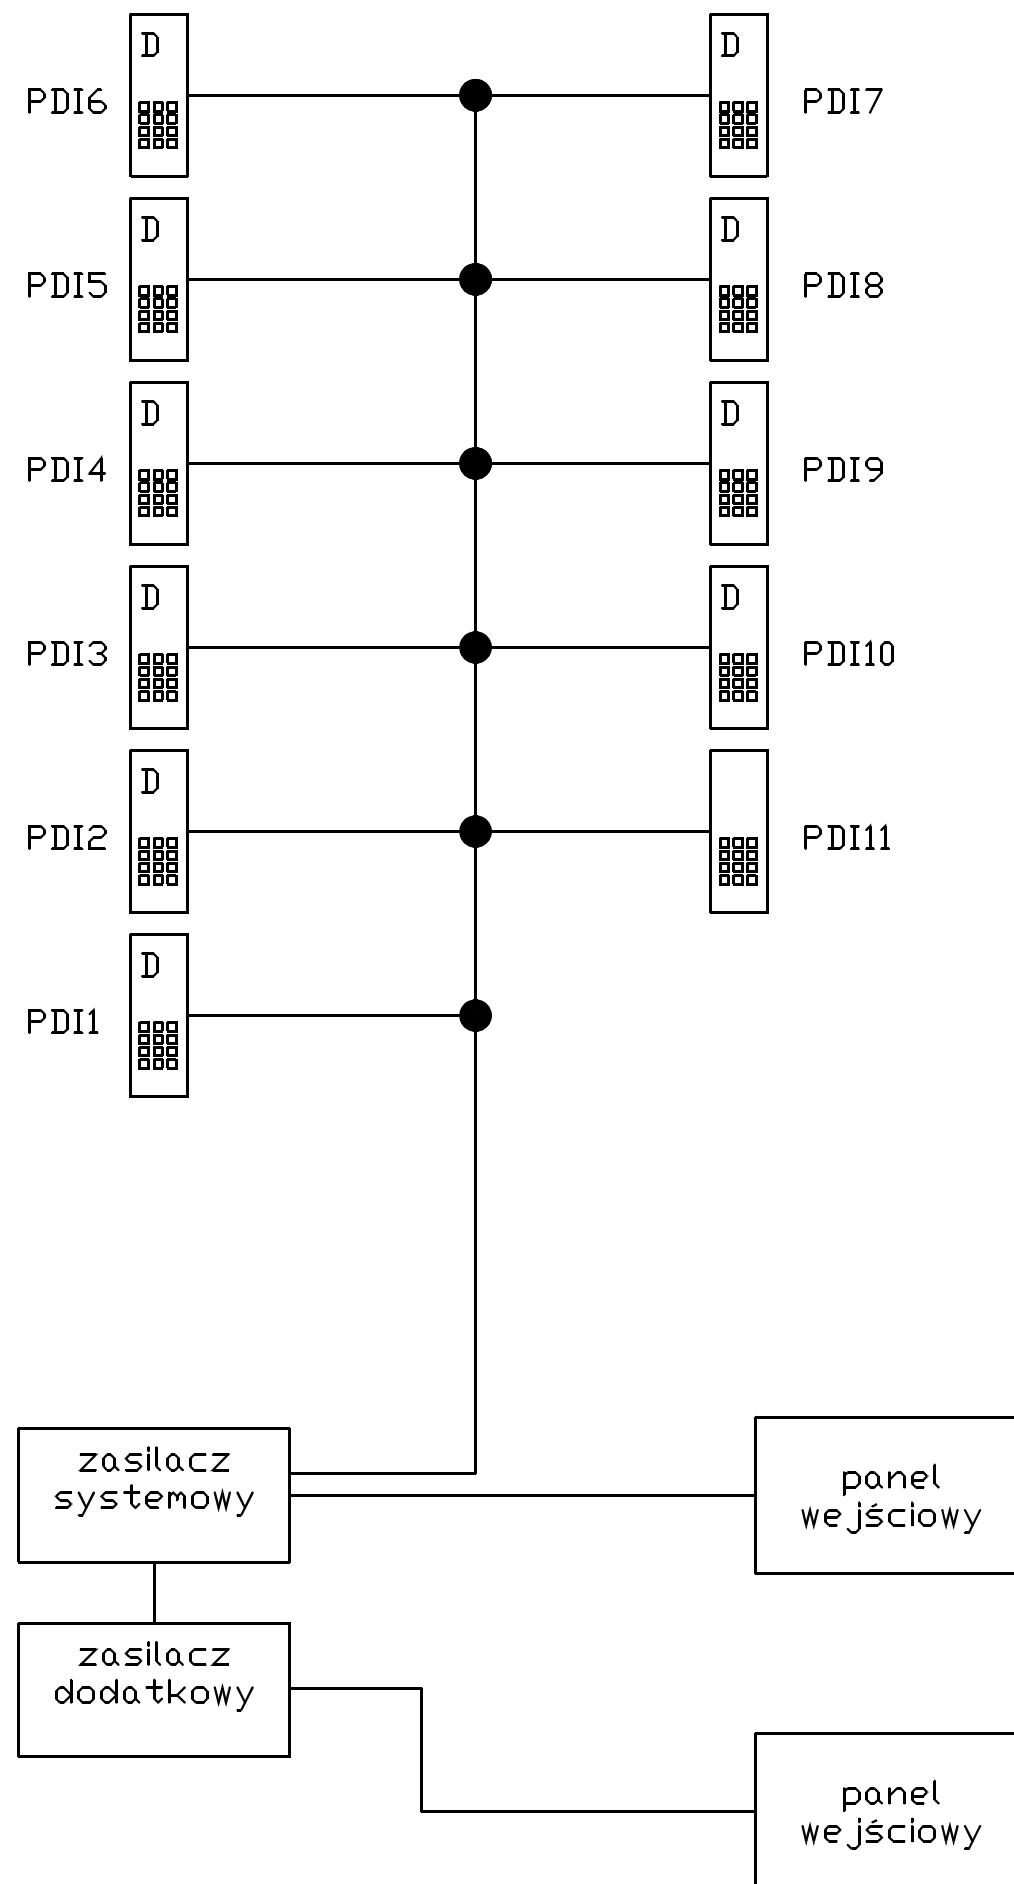 D
D
PDI6
PDI7
D
D
PDI5
PDI8
D
D
PDI4
PDI9
D
D
PDI3
PDI10
D
PDI2
PDI11
D
PDI1
zasilacz
systemowy
panel
wejściowy
zasilacz
dodatkowy
panel
wejściowy